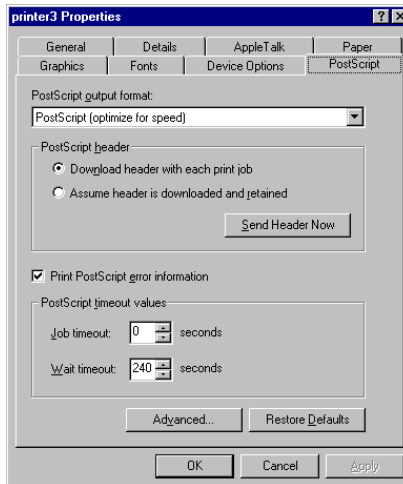 printer3 Properties
General Details AppleTalk Paper
Graphics Fonts Device Options PostScript
PostScript output format:
PostScript (optimize for speed)
PostScript header
Download header with each print job
Assume header is downloaded and retained
Send Header Now
Print PostScript error information
PostScript timeout values
Job timeout: 0 seconds
Wait timeout: 240 seconds
Advanced... Restore Defaults
OK Cancel Apply